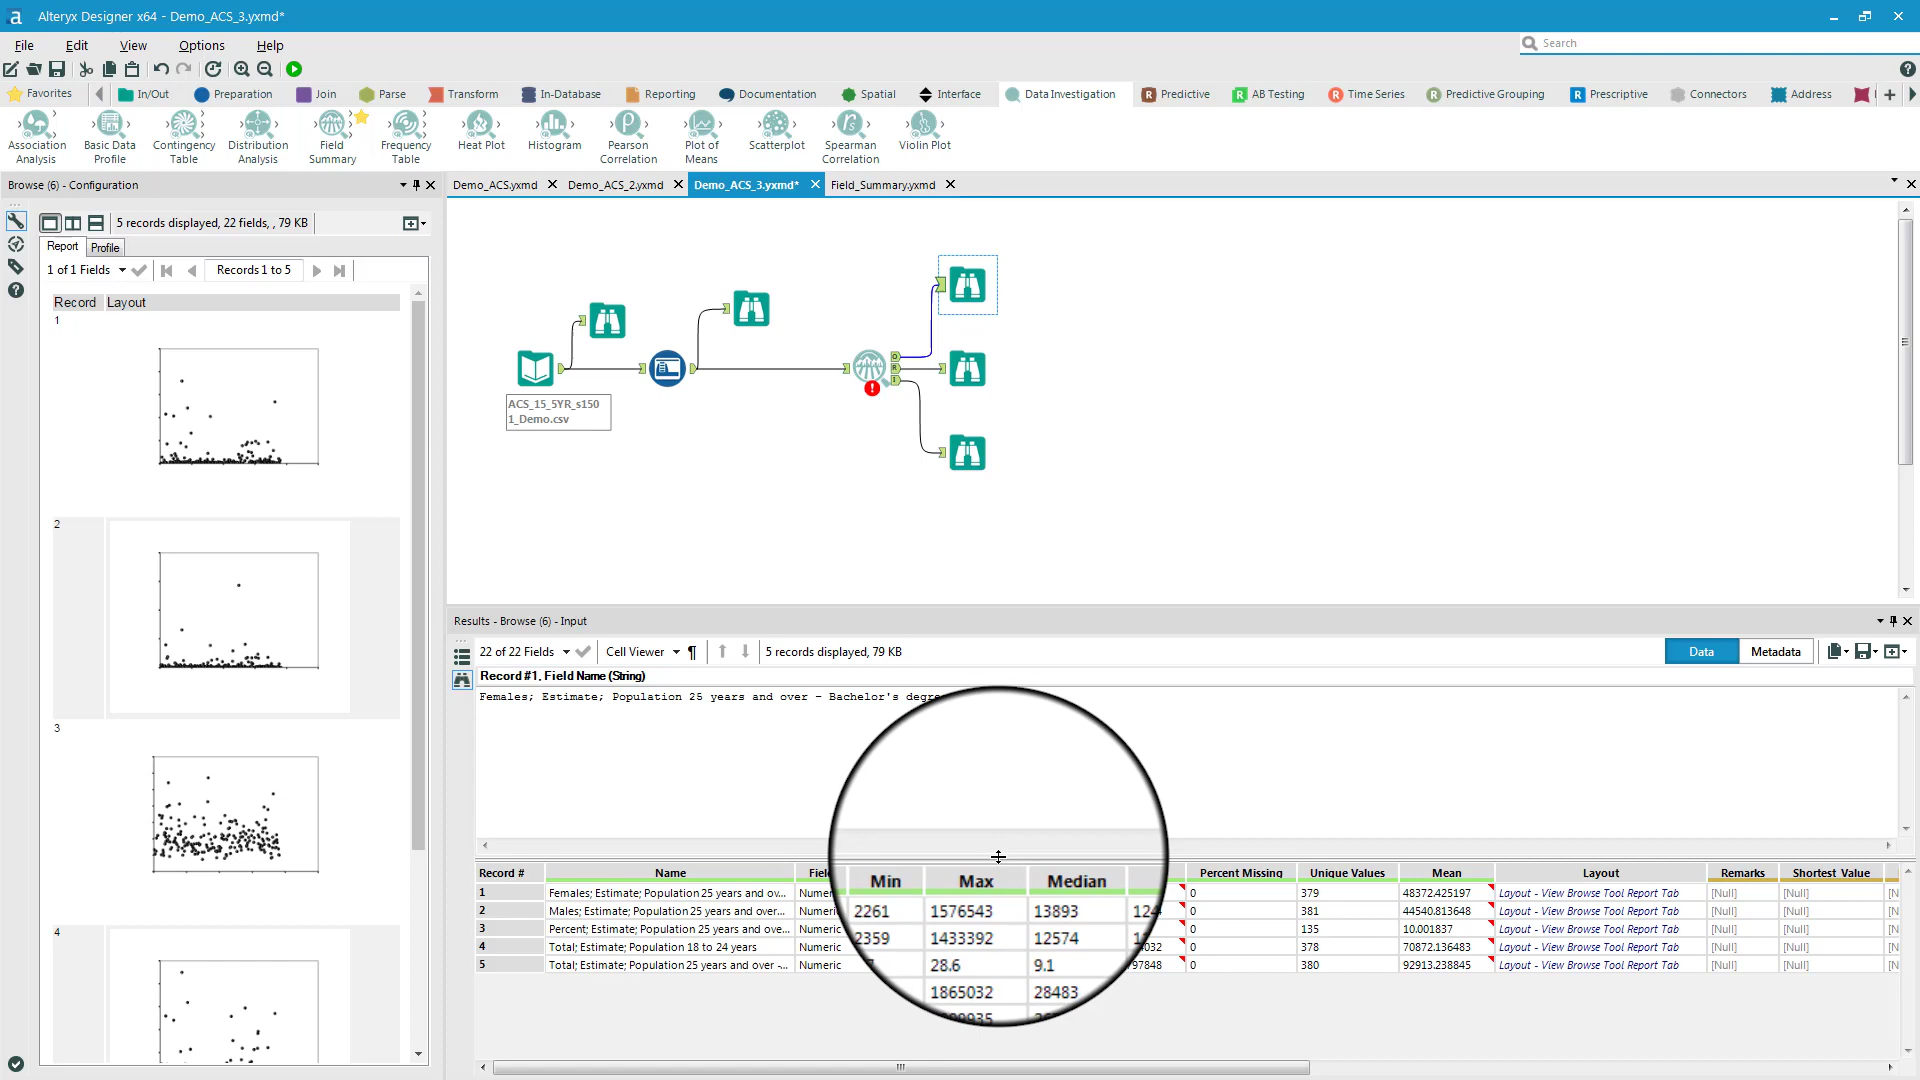 Alteryx Designer x64 - Demo_ACS_3.yxmd*
File Edit View Options Help
Search
Favorites In/Out Preparation Join Parse Transform In-Database Reporting Documentation Spatial Interface Data Investigation Predictive AB Testing Time Series Predictive Grouping Prescriptive Connectors Address
Association Analysis
Basic Data Profile
Contingency Table
Distribution Analysis
Field Summary
Frequency Table
Heat Plot
Histogram
Pearson Correlation
Plot of Means
Scatterplot
Spearman Correlation
Violin Plot
Browse (6) - Configuration
Demo_ACS.yxmd Demo_ACS_2.yxmd Demo_ACS_3.yxmd* Field_Summary.yxmd
5 records displayed, 22 fields, , 79 KB
Report Profile
1 of 1 Fields Records 1 to 5
Record Layout
1
2
3
4
O
R
I
ACS_15_5YR_s150
1_Demo.csv
Results - Browse (6) - Input
22 of 22 Fields Cell Viewer 5 records displayed, 79 KB Data Metadata
Record #1, Field Name (String)
Females; Estimate; Population 25 years and over - Bachelor's degre
Record # Name Fiel Min Max Median Percent Missing Unique Values Mean Layout Remarks Shortest Value
1 Females; Estimate; Population 25 years and ov... Numeri 2261 1576543 13893 124 0 379 48372.425197 Layout - View Browse Tool Report Tab [Null] [Null] [N
2 Males; Estimate; Population 25 years and over... Numeri 2359 1433392 12574 0 381 44540.813648 Layout - View Browse Tool Report Tab [Null] [Null] [N
3 Percent; Estimate; Population 25 years and ove... Numeric 28.6 9.1 0 135 10.001837 Layout - View Browse Tool Report Tab [Null] [Null] [N
4 Total; Estimate; Population 18 to 24 years Numeric 1865032 28483 0 378 70872.136483 Layout - View Browse Tool Report Tab [Null] [Null] [N
5 Total; Estimate; Population 25 years and over -... Numeric 0 380 92913.238845 Layout - View Browse Tool Report Tab [Null] [Null] [N